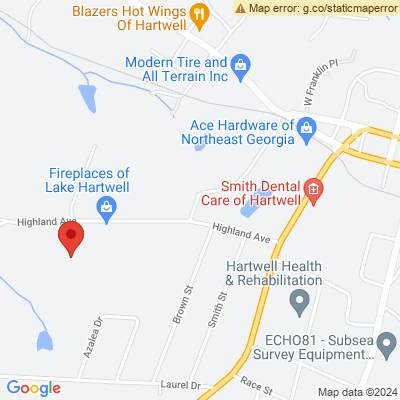 Map error: g.co/staticmaperror
Blazers Hot Wings
Of Hartwell
Modern Tire and
All Terrain Inc
W Franklin Pl
Ace Hardware of
Northeast Georgia
Fireplaces of
Lake Hartwell
Smith Dental
Care of Hartwell
Highland Ave
Highland Ave
Hartwell Health
& Rehabilitation
Brown St
Smith St
Azalea Dr
ECHO81 - Subsea
Survey Equipment...
Laurel Dr
Race St
Google
Map data ©2024